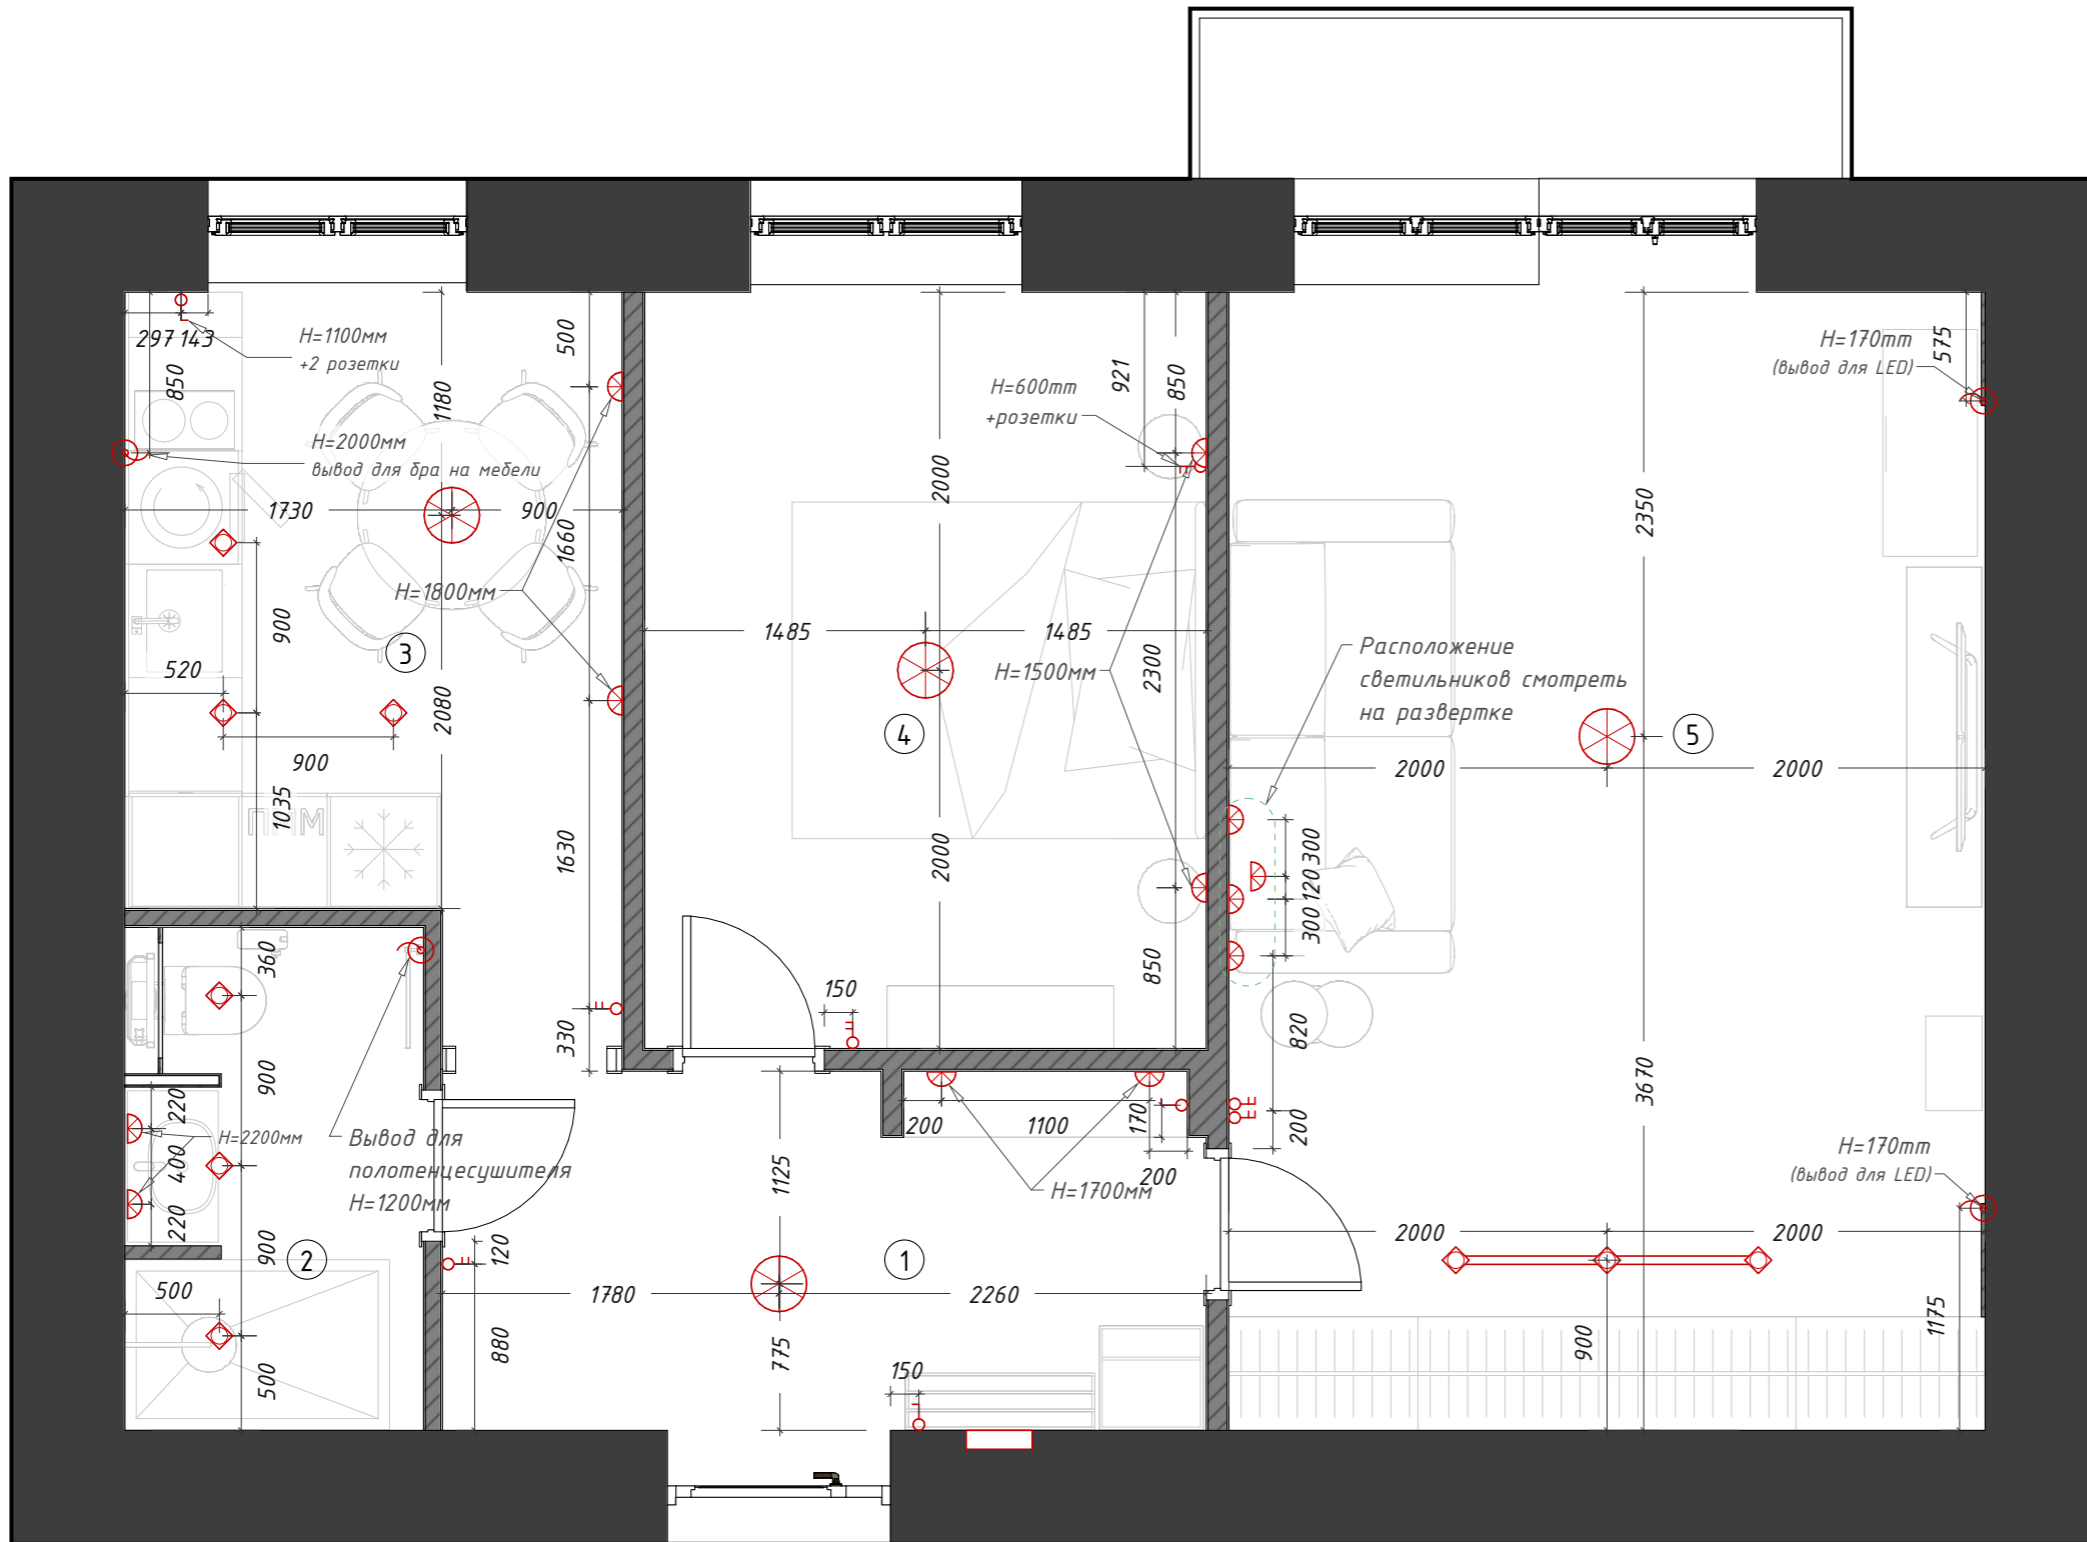 297 143
850
H=1100мм
+2 розетки
1180
500
H=2000мм
вывод для бра на мебели
1730
900
1660
H=1800мм
900
3
520
2080
900
1035
ПММ
1630
330
2000
921
850
H=600mm
+розетки
1485
1485
H=1500мм
2300
4
2000
850
150
H=170mm
(вывод для LED)
575
2350
Расположение
светильников смотреть
на развертке
5
2000
2000
300
120
300
820
200
3670
H=170mm
(вывод для LED)
2000
2000
900
1175
360
900
220
H=2200мм
400
220
Вывод для
полотенцесушителя
H=1200мм
2
900
500
500
120
880
1125
200
1100
170
200
H=1700мм
1
1780
2260
775
150